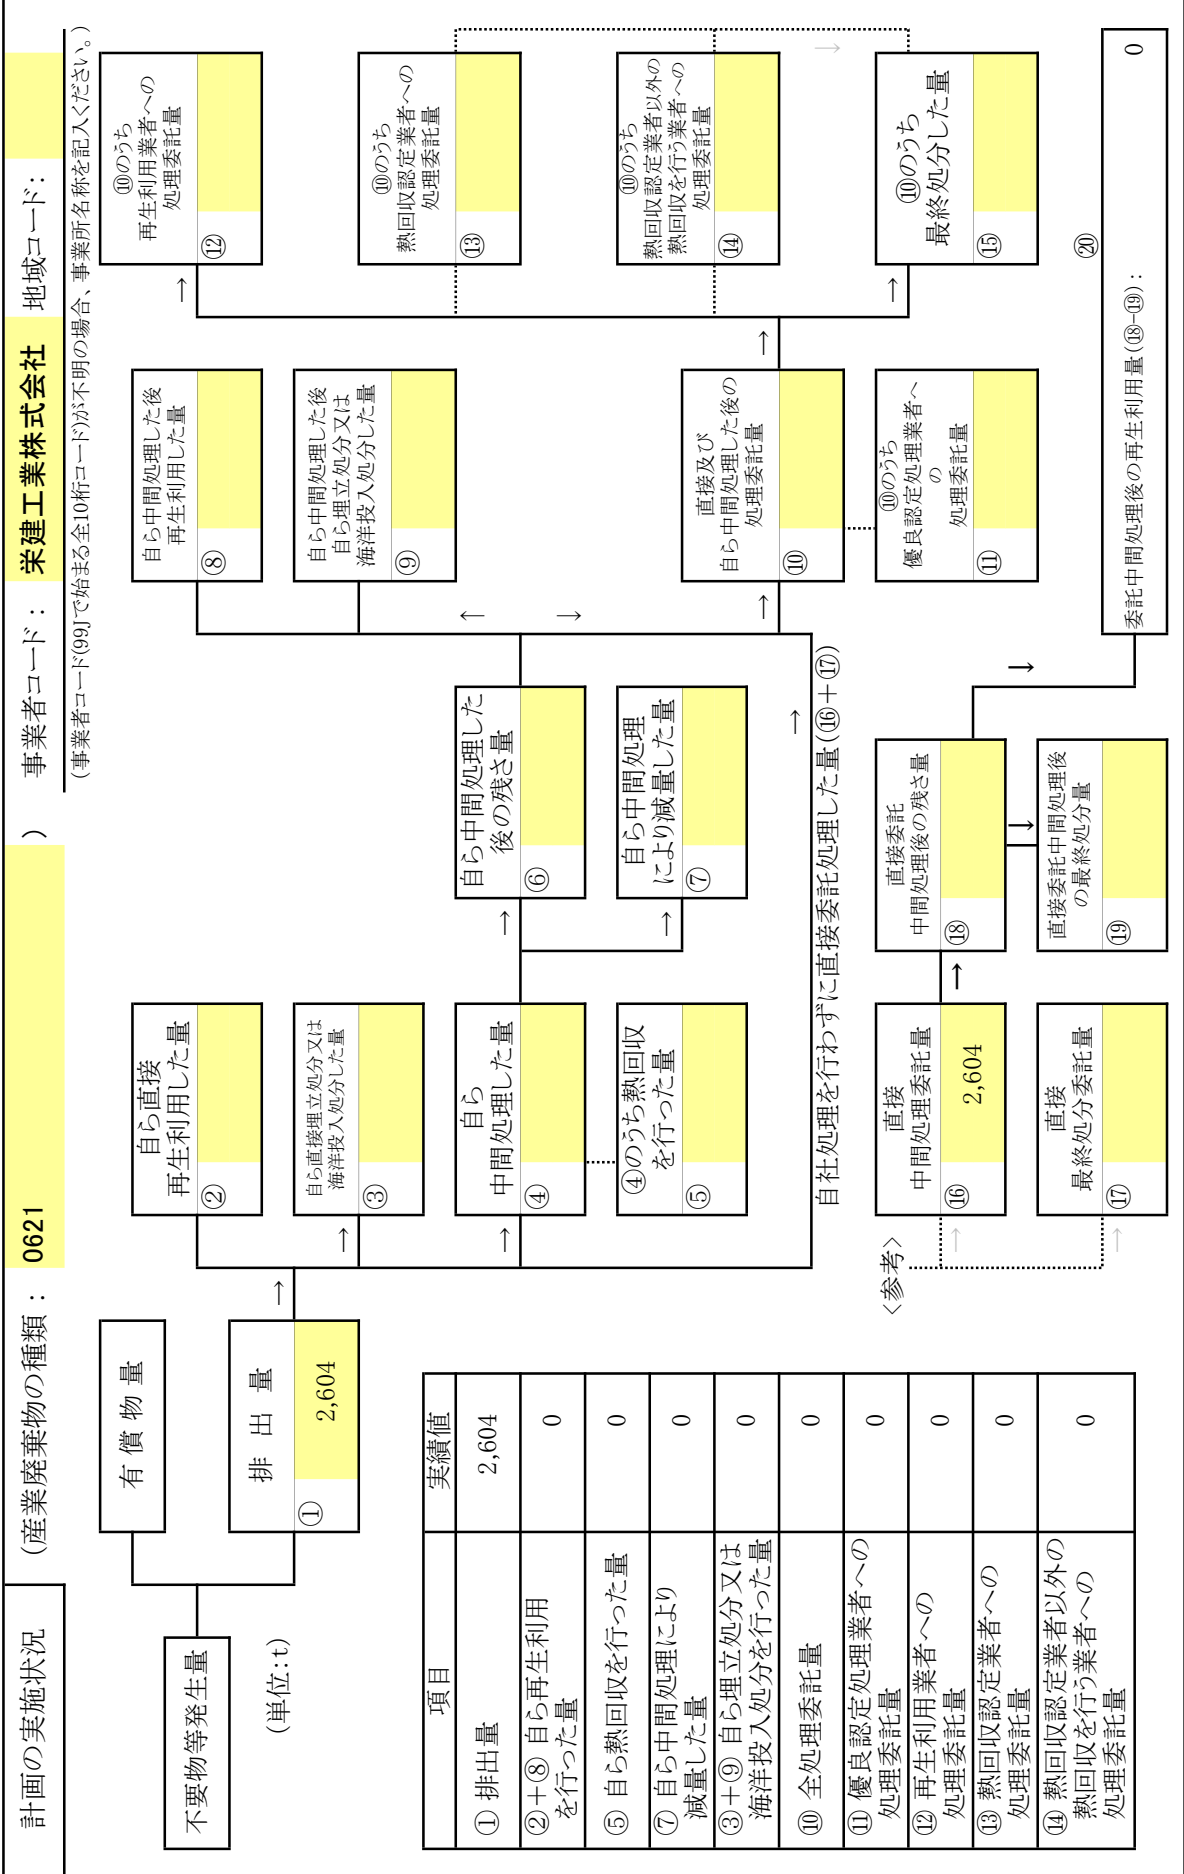 計画の実施状況
(産業廃棄物の種類：
0621
)
事業者コード：
栄建工業株式会社
地域コード：
(事業者コード(99)で始まる全10桁コード)が不明の場合、事業所名称を記入ください。)
不要物等発生量
(単位:t)
有 償 物 量
排 出 量
①
2,604
自ら直接
再生利用した量
②
自ら直接埋立処分又は
海洋投入処分した量
③
自ら
中間処理した量
④
④のうち熱回収
を行った量
⑤
自ら中間処理した
後の残さ量
⑥
自ら中間処理
により減量した量
⑦
自ら中間処理した後
再生利用した量
⑧
自ら中間処理した後
自ら埋立処分又は
海洋投入処分した量
⑨
直接及び
自ら中間処理した後の
処理委託量
⑩
⑩のうち
優良認定処理業者へ
の
処理委託量
⑪
⑩のうち
再生利用業者への
処理委託量
⑫
⑩のうち
熱回収認定業者への
処理委託量
⑬
⑩のうち
熱回収認定業者以外の
熱回収を行う業者への
処理委託量
⑭
⑩のうち
最終処分した量
⑮
自社処理を行わずに直接委託処理した量(⑯＋⑰)
<参考>
直接
中間処理委託量
⑯
2,604
直接
最終処分委託量
⑰
直接委託
中間処理後の残さ量
⑱
直接委託中間処理後
の最終処分量
⑲
⑳
委託中間処理後の再生利用量(⑱-⑲)：
0
項目
実績値
① 排出量
2,604
②＋⑧ 自ら再生利用
を行った量
0
⑤ 自ら熱回収を行った量
0
⑦ 自ら中間処理により
減量した量
0
③＋⑨ 自ら埋立処分又は
海洋投入処分を行った量
0
⑩ 全処理委託量
0
⑪ 優良認定処理業者への
処理委託量
0
⑫ 再生利用業者への
処理委託量
0
⑬ 熱回収認定業者への
処理委託量
0
⑭ 熱回収認定業者以外の
熱回収を行う業者への
処理委託量
0